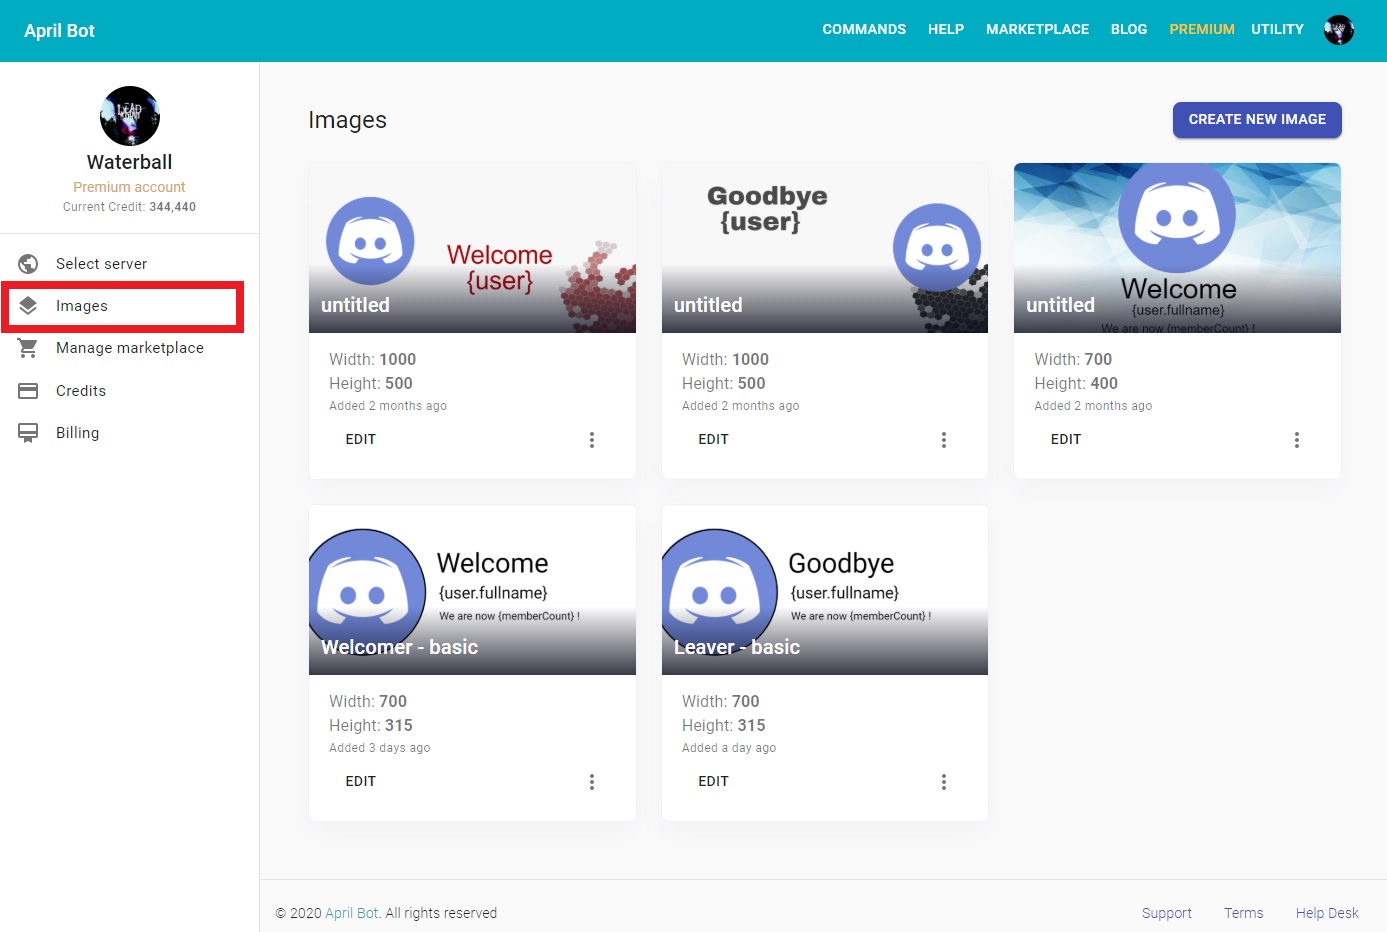 April Bot
COMMANDS HELP MARKETPLACE BLOG PREMIUM UTILITY
Waterball
Premium account
Current Credit: 344,440
Select server
Images
Manage marketplace
Credits
Billing
Images
CREATE NEW IMAGE
Welcome
{user}
untitled
Width: 1000
Height: 500
Added 2 months ago
EDIT
Goodbye
{user}
untitled
Width: 1000
Height: 500
Added 2 months ago
EDIT
Welcome
{user.fullname}
We are now {memberCount} !
untitled
Width: 700
Height: 400
Added 2 months ago
EDIT
Welcome
{user.fullname}
We are now {memberCount} !
Welcomer - basic
Width: 700
Height: 315
Added 3 days ago
EDIT
Goodbye
{user.fullname}
We are now {memberCount} !
Leaver - basic
Width: 700
Height: 315
Added a day ago
EDIT
© 2020 April Bot. All rights reserved
Support Terms Help Desk